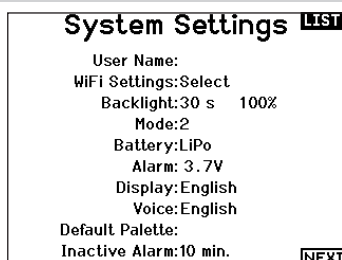 System Settings LIST
User Name:
WiFi Settings:Select
Backlight:30 s 100%
Mode:2
Battery:LiPo
Alarm: 3.7V
Display:English
Voice:English
Default Palette:
Inactive Alarm:10 min.
NEXT